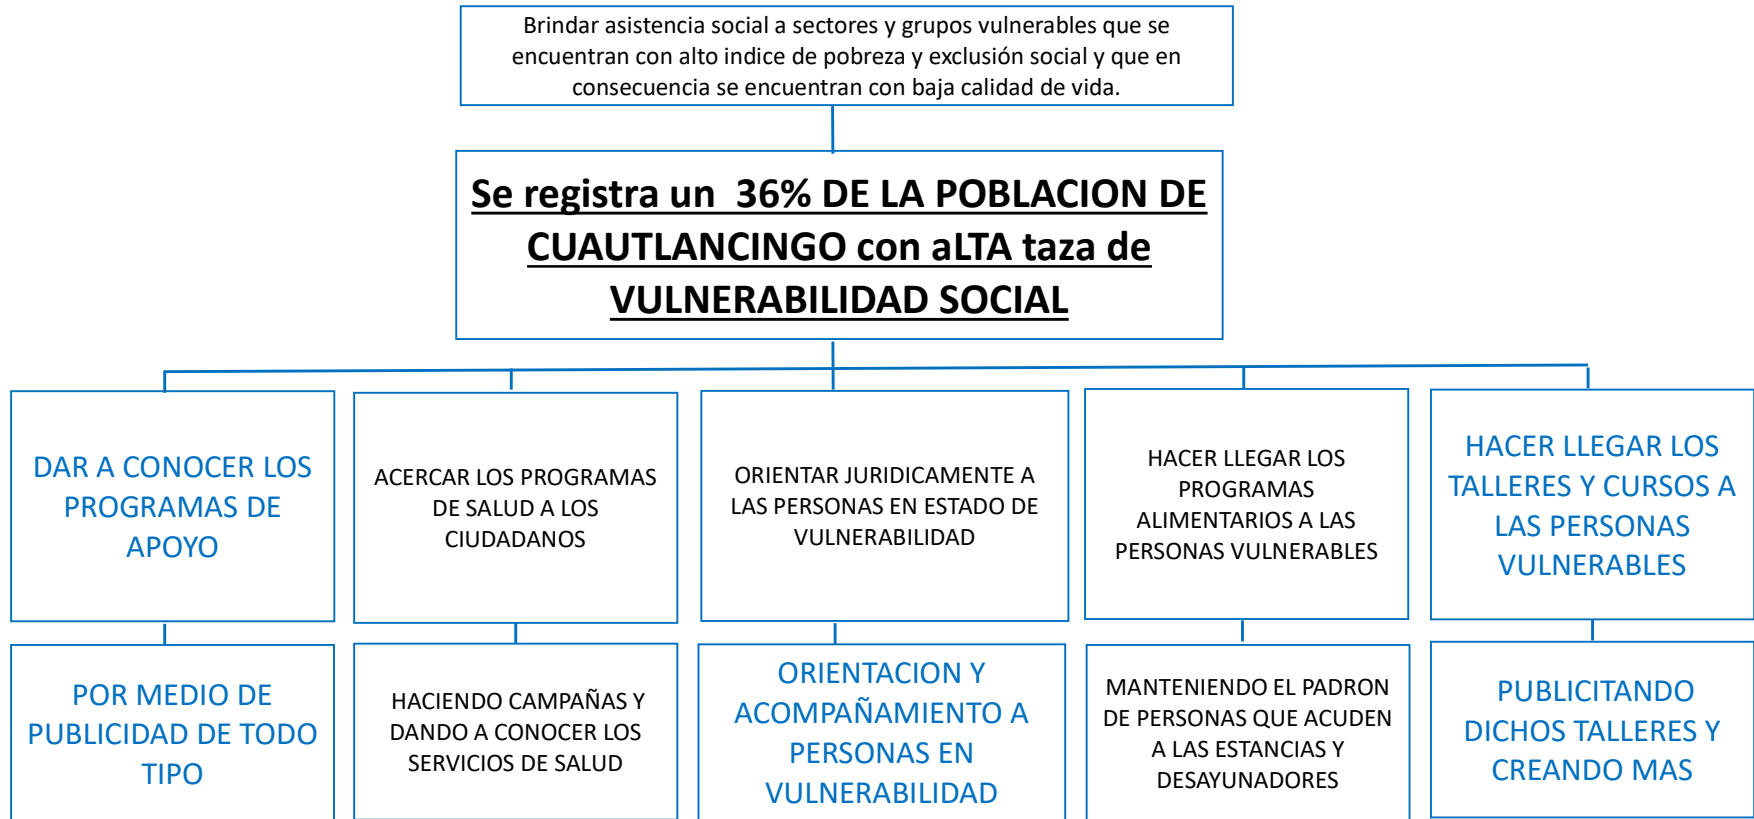 Brindar asistencia social a sectores y grupos vulnerables que se
encuentran con alto indice de pobreza y exclusión social y que en
consecuencia se encuentran con baja calidad de vida.
Se registra un 36% DE LA POBLACION DE
CUAUTLANCINGO con aLTA taza de
VULNERABILIDAD SOCIAL
DAR A CONOCER LOS
PROGRAMAS DE
APOYO
ACERCAR LOS PROGRAMAS
DE SALUD A LOS
CIUDADANOS
ORIENTAR JURIDICAMENTE A
LAS PERSONAS EN ESTADO DE
VULNERABILIDAD
HACER LLEGAR LOS
PROGRAMAS
ALIMENTARIOS A LAS
PERSONAS VULNERABLES
HACER LLEGAR LOS
TALLERES Y CURSOS A
LAS PERSONAS
VULNERABLES
POR MEDIO DE
PUBLICIDAD DE TODO
TIPO
HACIENDO CAMPAÑAS Y
DANDO A CONOCER LOS
SERVICIOS DE SALUD
ORIENTACION Y
ACOMPAÑAMIENTO A
PERSONAS EN
VULNERABILIDAD
MANTENIENDO EL PADRON
DE PERSONAS QUE ACUDEN
A LAS ESTANCIAS Y
DESAYUNADORES
PUBLICITANDO
DICHOS TALLERES Y
CREANDO MAS